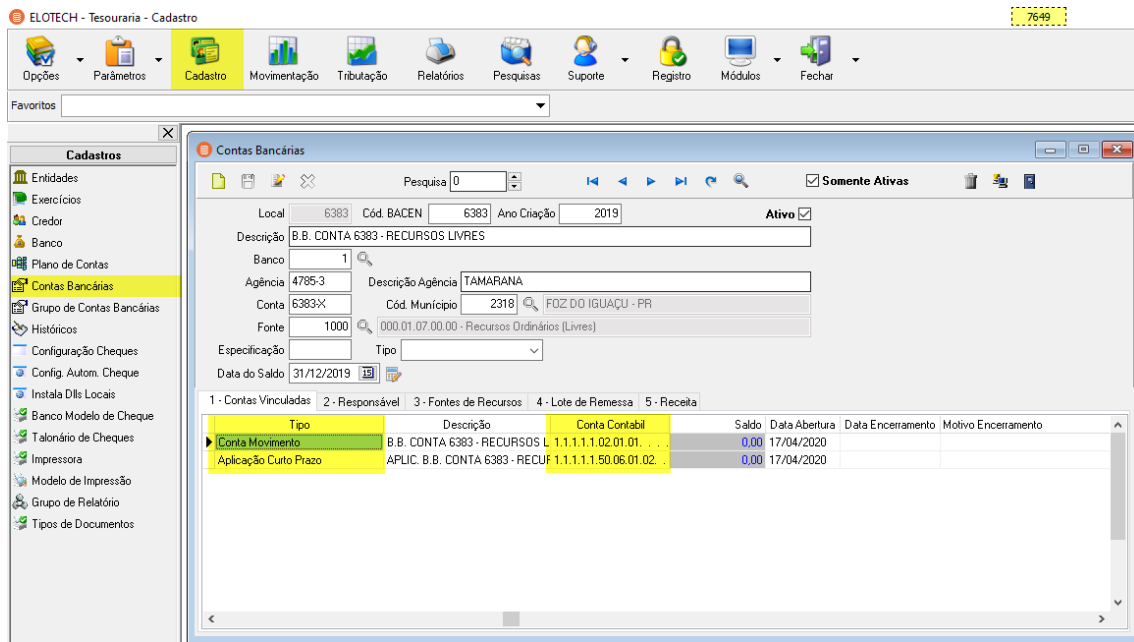 ELOTECH - Tesouraria - Cadastro
7649
Opções Parâmetros Cadastro Movimentação Tributação Relatórios Pesquisas Suporte Registro Módulos Fechar
Favoritos
Cadastros
Entidades
Exercícios
Credor
Banco
Plano de Contas
Contas Bancárias
Grupo de Contas Bancárias
Históricos
Configuração Cheques
Config. Autom. Cheque
Instala Dlls Locais
Banco Modelo de Cheque
Talonário de Cheques
Impressora
Modelo de Impressão
Grupo de Relatório
Tipos de Documentos
Contas Bancárias
Pesquisa 0 Somente Ativas
Local 6383 Cód. BACEN 6383 Ano Criação 2019 Ativo
Descrição B.B. CONTA 6383 - RECURSOS LIVRES
Banco 1
Agência 4785-3 Descrição Agência TAMARANA
Conta 6383-X Cód. Munícipio 2318 FOZ DO IGUAÇU - PR
Fonte 1000 000.01.07.00.00 - Recursos Ordinários (Livres)
Especificação Tipo
Data do Saldo 31/12/2019 15
1 - Contas Vinculadas 2 - Responsável 3 - Fontes de Recursos 4 - Lote de Remessa 5 - Receita
Tipo Descrição Conta Contabil Saldo Data Abertura Data Encerramento Motivo Encerramento
Conta Movimento B.B. CONTA 6383 - RECURSOS L 1.1.1.1.1.02.01.01. . . . 0,00 17/04/2020
Aplicação Curto Prazo APLIC. B.B. CONTA 6383 - RECUF 1.1.1.1.1.50.06.01.02. . 0,00 17/04/2020